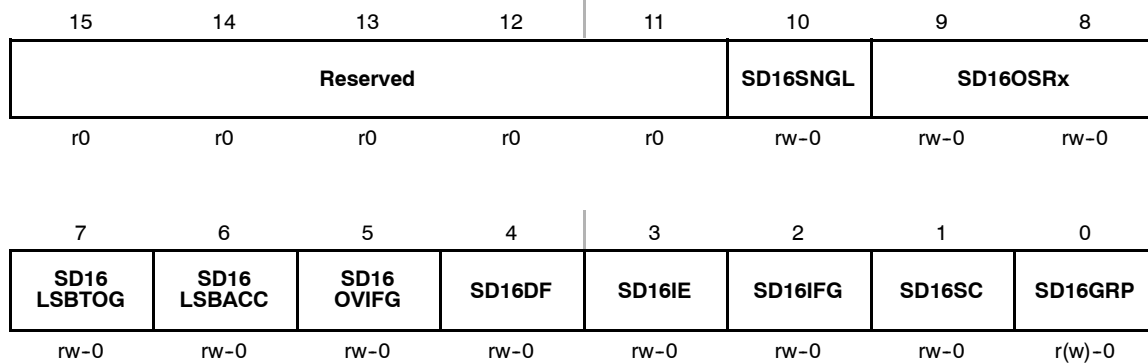 15 14 13 12 11 10 9 8
Reserved SD16SNGL SD16OSRx
r0 r0 r0 r0 r0 rw-0 rw-0 rw-0
7 6 5 4 3 2 1 0
SD16 LSBTOG SD16 LSBACC SD16 OVIFG SD16DF SD16IE SD16IFG SD16SC SD16GRP
rw-0 rw-0 rw-0 rw-0 rw-0 rw-0 rw-0 r(w)-0